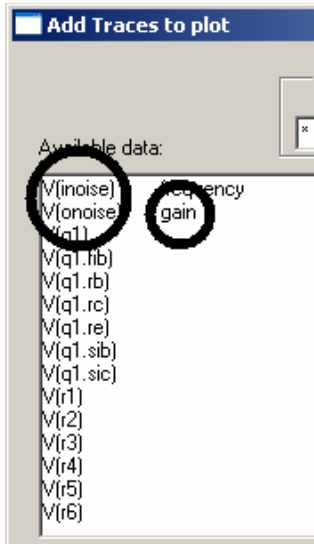 Add Traces to plot
*
Available data:
V(inoise) frequency
V(onoise) gain
V(q1)
V(q1.fib)
V(q1.rb)
V(q1.rc)
V(q1.re)
V(q1.sib)
V(q1.sic)
V(r1)
V(r2)
V(r3)
V(r4)
V(r5)
V(r6)